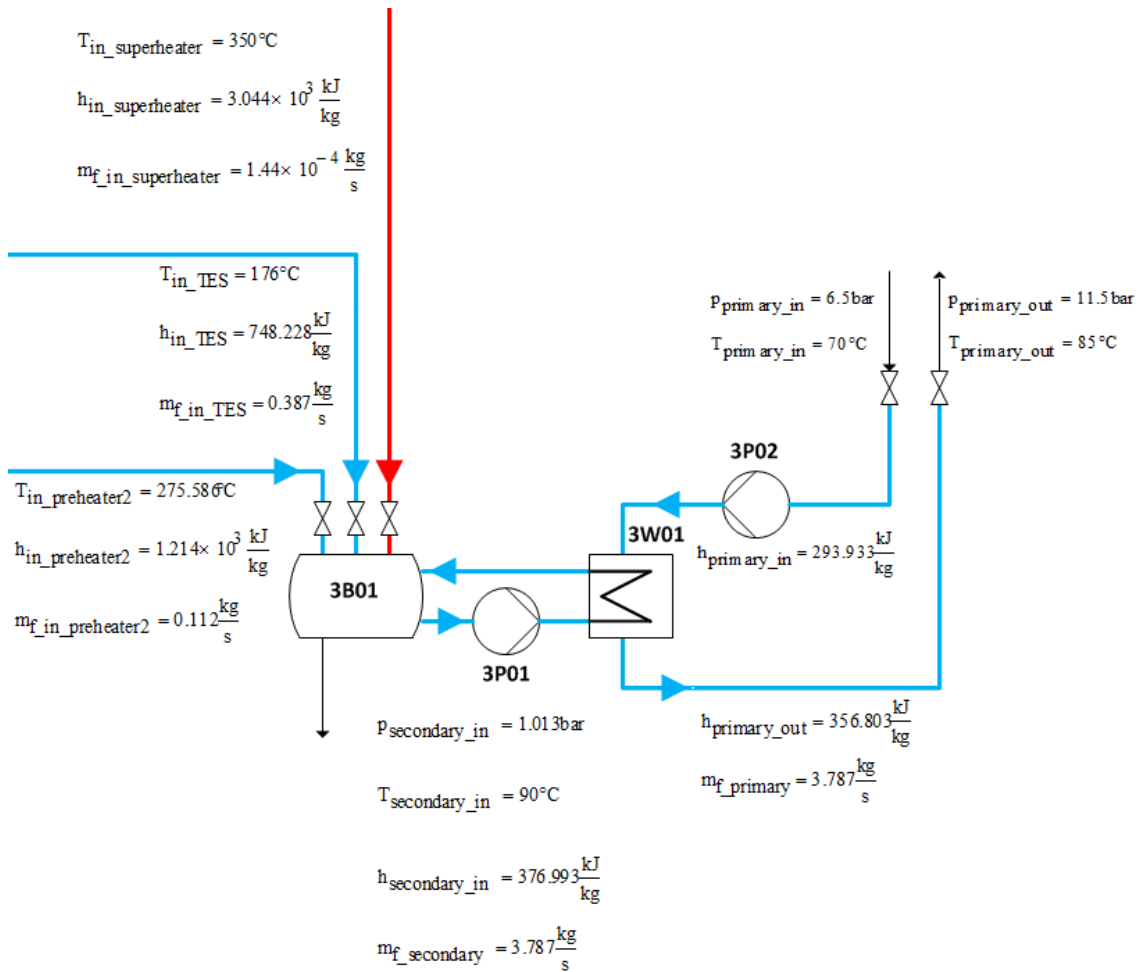 T_in_superheater = 350°C
h_in_superheater = 3.044× 10^3 kJ/kg
m_f_in_superheater = 1.44× 10^−4 kg/s
T_in_TES = 176°C
h_in_TES = 748.228 kJ/kg
m_f_in_TES = 0.387 kg/s
p_primary_in = 6.5bar
T_primary_in = 70°C
p_primary_out = 11.5bar
T_primary_out = 85°C
T_in_preheater2 = 275.586°C
h_in_preheater2 = 1.214× 10^3 kJ/kg
m_f_in_preheater2 = 0.112 kg/s
3B01
3P01
3W01
3P02
h_primary_in = 293.933 kJ/kg
p_secondary_in = 1.013bar
T_secondary_in = 90°C
h_secondary_in = 376.993 kJ/kg
m_f_secondary = 3.787 kg/s
h_primary_out = 356.803 kJ/kg
m_f_primary = 3.787 kg/s